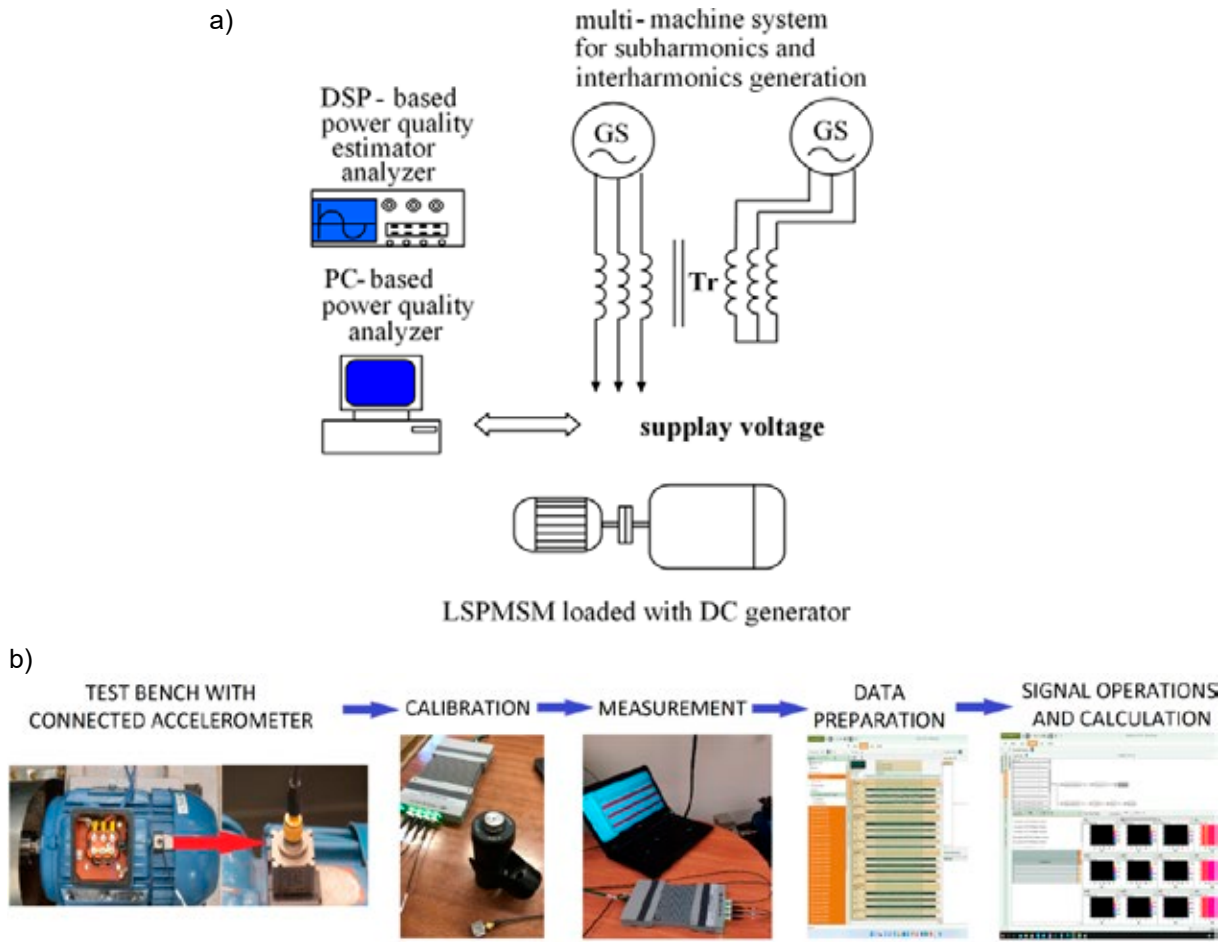 a)
multi- machine system
for subharmonics and
interharmonics generation
DSP- based
power quality
estimator
analyzer
GS
GS
PC- based
power quality
analyzer
Tr
supplay voltage
LSPMSM loaded with DC generator
b)
TEST BENCH WITH
CONNECTED ACCELEROMETER
CALIBRATION
MEASUREMENT
DATA
PREPARATION
SIGNAL OPERATIONS
AND CALCULATION